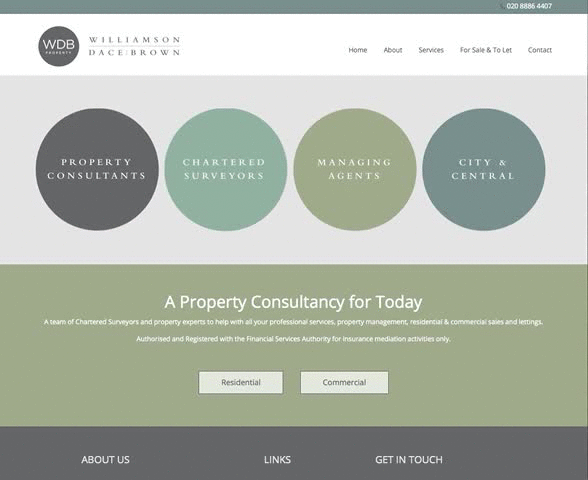 020 8886 4407
WDB
PROPERTY
WILLIAMSON
DACE:BROWN
Home About Services For Sale & To Let Contact
PROPERTY
CONSULTANTS
CHARTERED
SURVEYORS
MANAGING
AGENTS
CITY &
CENTRAL
A Property Consultancy for Today
A team of Chartered Surveyors and property experts to help with all your professional services, property management, residential & commercial sales and lettings.
Authorised and Registered with the Financial Services Authority for Insurance mediation activities only.
Residential Commercial
ABOUT US LINKS GET IN TOUCH